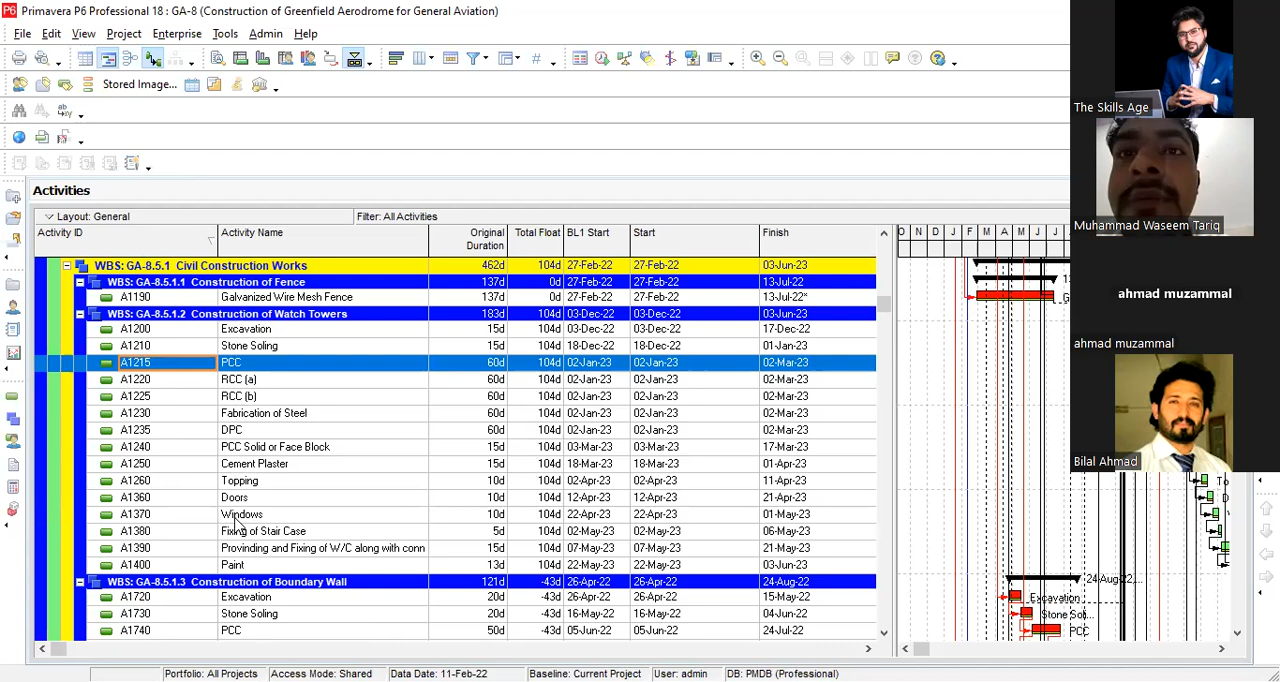 Primavera P6 Professional 18 : GA-8 (Construction of Greenfield Aerodrome for General Aviation)
File Edit View Project Enterprise Tools Admin Help
Stored Image...
Activities
Layout: General Filter: All Activities
Activity ID Activity Name Original Duration Total Float BL1 Start Start Finish
O N D J F M A M J J
WBS: GA-8.5.1 Civil Construction Works 462d 104d 27-Feb-22 27-Feb-22 03-Jun-23
WBS: GA-8.5.1.1 Construction of Fence 137d 0d 27-Feb-22 27-Feb-22 13-Jul-22
A1190 Galvanized Wire Mesh Fence 137d 0d 27-Feb-22 27-Feb-22 13-Jul-22*
WBS: GA-8.5.1.2 Construction of Watch Towers 183d 104d 03-Dec-22 03-Dec-22 03-Jun-23
A1200 Excavation 15d 104d 03-Dec-22 03-Dec-22 17-Dec-22
A1210 Stone Soling 15d 104d 18-Dec-22 18-Dec-22 01-Jan-23
A1215 PCC 60d 104d 02-Jan-23 02-Jan-23 02-Mar-23
A1220 RCC (a) 60d 104d 02-Jan-23 02-Jan-23 02-Mar-23
A1225 RCC (b) 60d 104d 02-Jan-23 02-Jan-23 02-Mar-23
A1230 Fabrication of Steel 60d 104d 02-Jan-23 02-Jan-23 02-Mar-23
A1235 DPC 60d 104d 02-Jan-23 02-Jan-23 02-Mar-23
A1240 PCC Solid or Face Block 15d 104d 03-Mar-23 03-Mar-23 17-Mar-23
A1250 Cement Plaster 15d 104d 18-Mar-23 18-Mar-23 01-Apr-23
A1260 Topping 10d 104d 02-Apr-23 02-Apr-23 11-Apr-23
A1360 Doors 10d 104d 12-Apr-23 12-Apr-23 21-Apr-23
A1370 Windows 10d 104d 22-Apr-23 22-Apr-23 01-May-23
A1380 Fixing of Stair Case 5d 104d 02-May-23 02-May-23 06-May-23
A1390 Provinding and Fixing of W/C along with conn 15d 104d 07-May-23 07-May-23 21-May-23
A1400 Paint 13d 104d 22-May-23 22-May-23 03-Jun-23
WBS: GA-8.5.1.3 Construction of Boundary Wall 121d -43d 26-Apr-22 26-Apr-22 24-Aug-22
A1720 Excavation 20d -43d 26-Apr-22 26-Apr-22 15-May-22
A1730 Stone Soling 20d -43d 16-May-22 16-May-22 04-Jun-22
A1740 PCC 50d -43d 05-Jun-22 05-Jun-22 24-Jul-22
24-Aug-22,...
Excavation
Stone Soli...
PCC
Portfolio: All Projects Access Mode: Shared Data Date: 11-Feb-22 Baseline: Current Project User: admin DB: PMDB (Professional)
The Skills Age
Muhammad Waseem Tariq
ahmad muzammal
ahmad muzammal
Bilal Ahmad